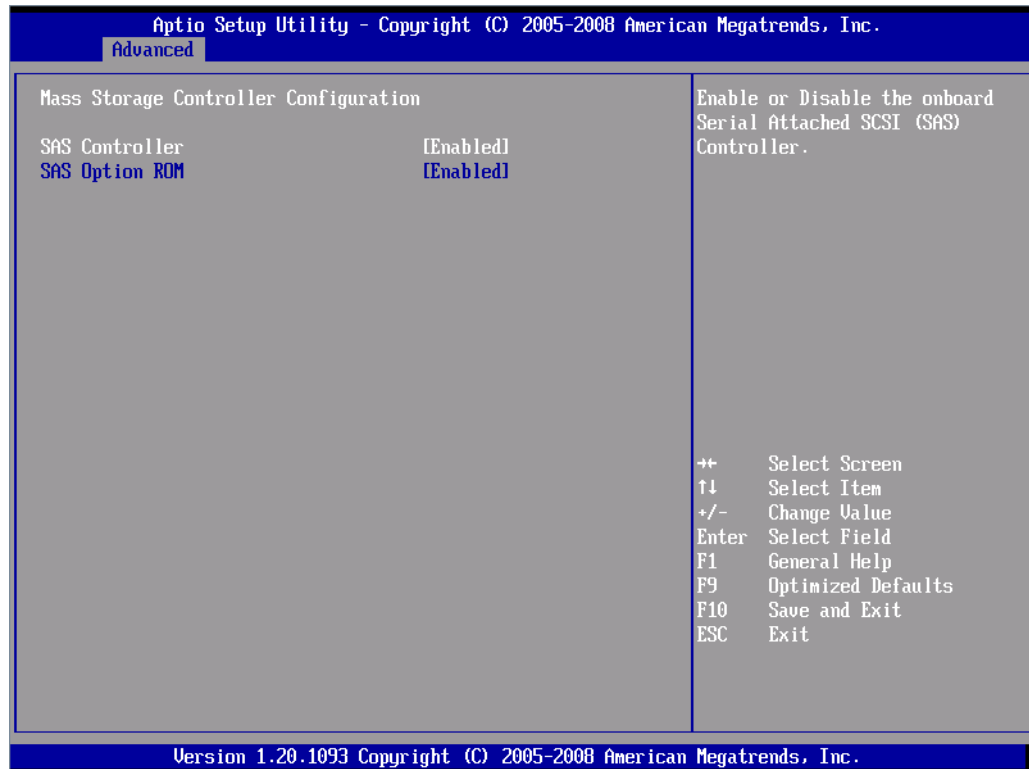 Aptio Setup Utility - Copyright (C) 2005-2008 American Megatrends, Inc.
Advanced
Mass Storage Controller Configuration
SAS Controller [Enabled]
SAS Option ROM [Enabled]
Enable or Disable the onboard
Serial Attached SCSI (SAS)
Controller.
→← Select Screen
↑↓ Select Item
+/- Change Value
Enter Select Field
F1 General Help
F9 Optimized Defaults
F10 Save and Exit
ESC Exit
Version 1.20.1093 Copyright (C) 2005-2008 American Megatrends, Inc.